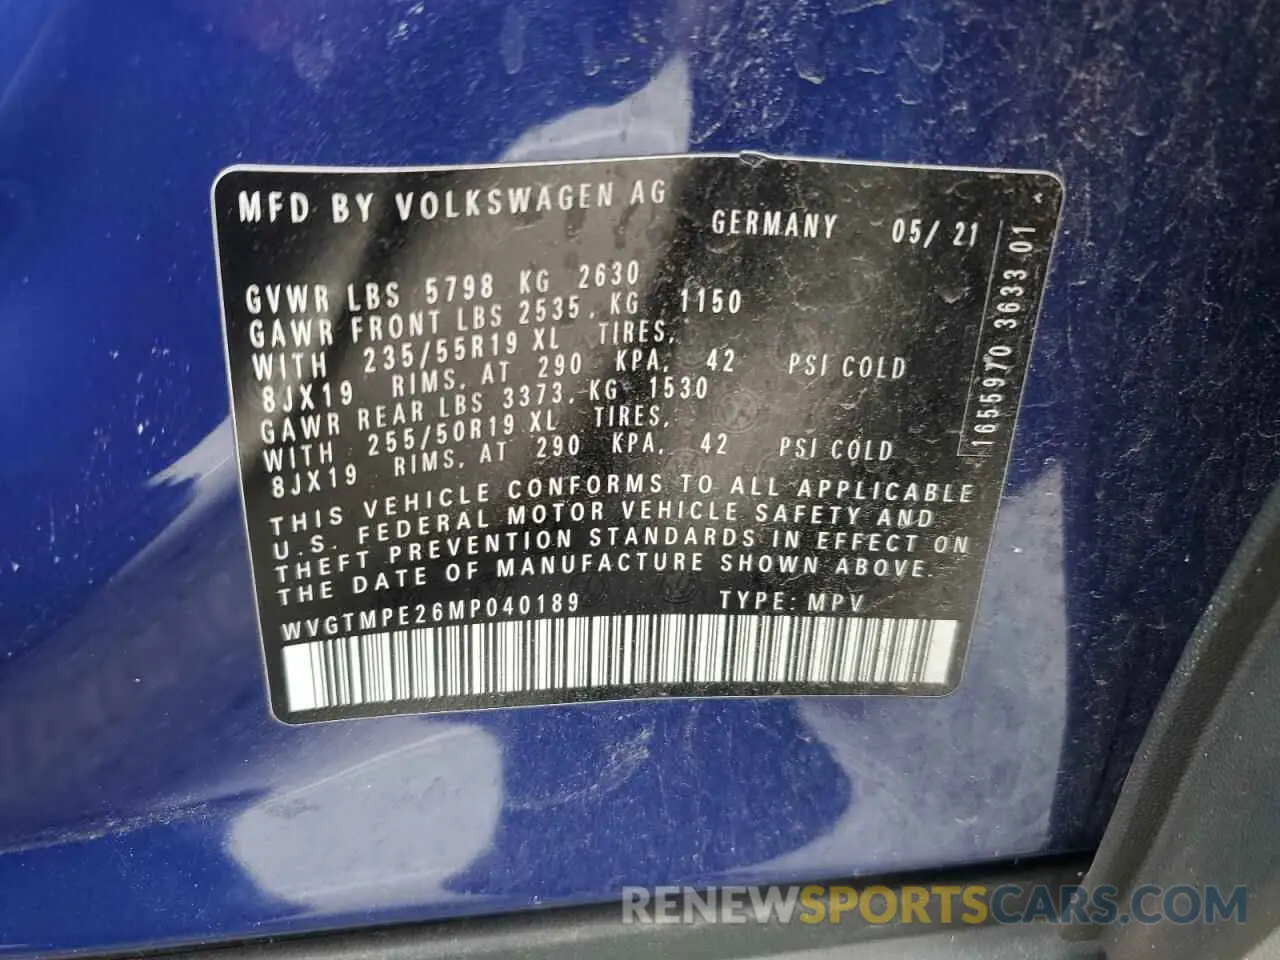 MFD BY VOLKSWAGEN AG
GERMANY 05/ 21
GVWR LBS 5798 KG 2630
GAWR FRONT LBS 2535, KG 1150
WITH 235/55R19 XL TIRES,
8JX19 RIMS, AT 290 KPA, 42 PSI COLD
GAWR REAR LBS 3373, KG 1530
WITH 255/50R19 XL TIRES,
8JX19 RIMS, AT 290 KPA, 42 PSI COLD
THIS VEHICLE CONFORMS TO ALL APPLICABLE
U.S. FEDERAL MOTOR VEHICLE SAFETY AND
THEFT PREVENTION STANDARDS IN EFFECT ON
THE DATE OF MANUFACTURE SHOWN ABOVE.
WVGTMPE26MP040189 TYPE: MPV
1655970 3633 01
RENEWSPORTSCARS.COM